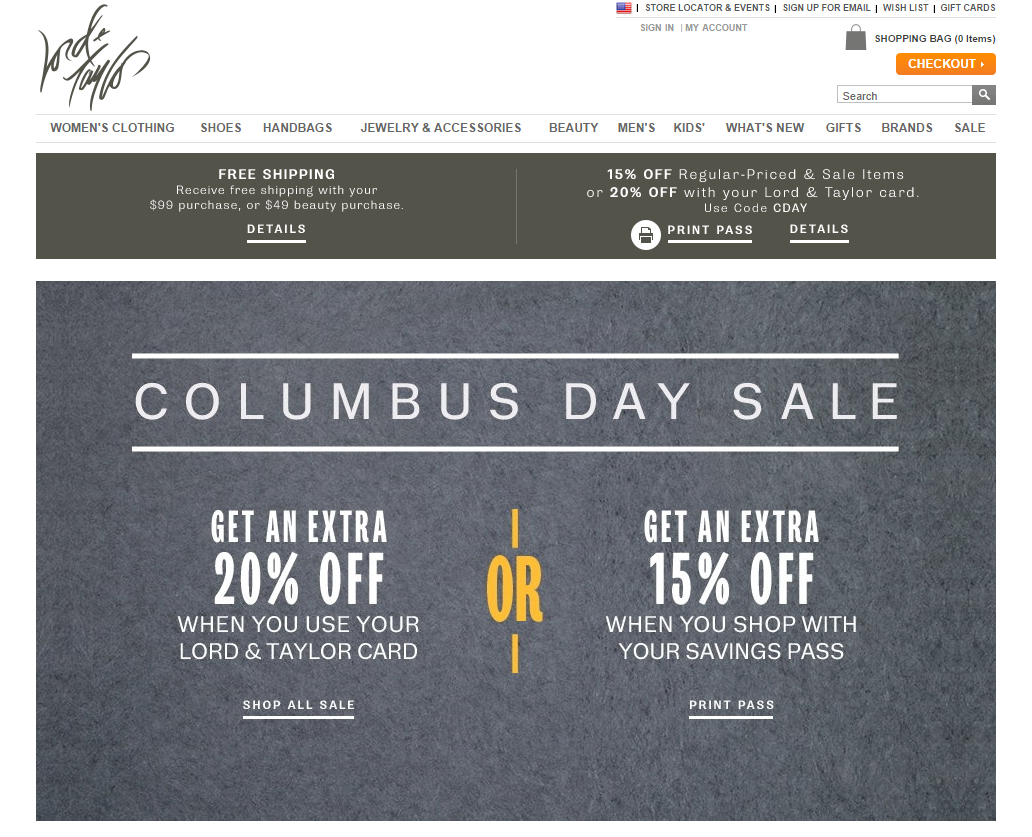 STORE LOCATOR & EVENTS | SIGN UP FOR EMAIL | WISH LIST | GIFT CARDS
Lord & Taylor
SIGN IN | MY ACCOUNT
SHOPPING BAG (0 Items)
CHECKOUT
Search
WOMEN'S CLOTHING SHOES HANDBAGS JEWELRY & ACCESSORIES BEAUTY MEN'S KIDS' WHAT'S NEW GIFTS BRANDS SALE
FREE SHIPPING
Receive free shipping with your
$99 purchase, or $49 beauty purchase.
DETAILS
15% OFF Regular-Priced & Sale Items
or 20% OFF with your Lord & Taylor card.
Use Code CDAY
PRINT PASS DETAILS
COLUMBUS DAY SALE
GET AN EXTRA
20% OFF
WHEN YOU USE YOUR
LORD & TAYLOR CARD
SHOP ALL SALE
OR
GET AN EXTRA
15% OFF
WHEN YOU SHOP WITH
YOUR SAVINGS PASS
PRINT PASS